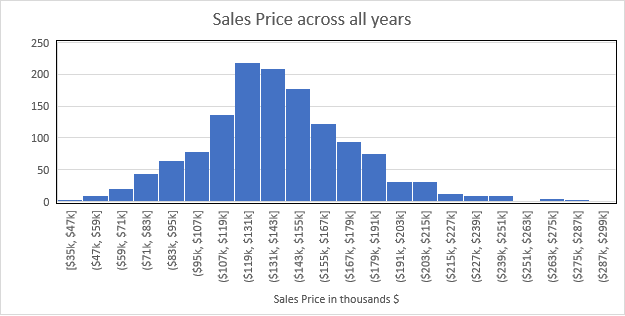 Sales Price across all years
250
200
150
100
50
0
[$35k, $47k]
($47k, $59k]
($59k, $71k]
($71k, $83k]
($83k, $95k]
($95k, $107k]
($107k, $119k]
($119k, $131k]
($131k, $143k]
($143k, $155k]
($155k, $167k]
($167k, $179k]
($179k, $191k]
($191k, $203k]
($203k, $215k]
($215k, $227k]
($227k, $239k]
($239k, $251k]
($251k, $263k]
($263k, $275k]
($275k, $287k]
($287k, $299k]
Sales Price in thousands $